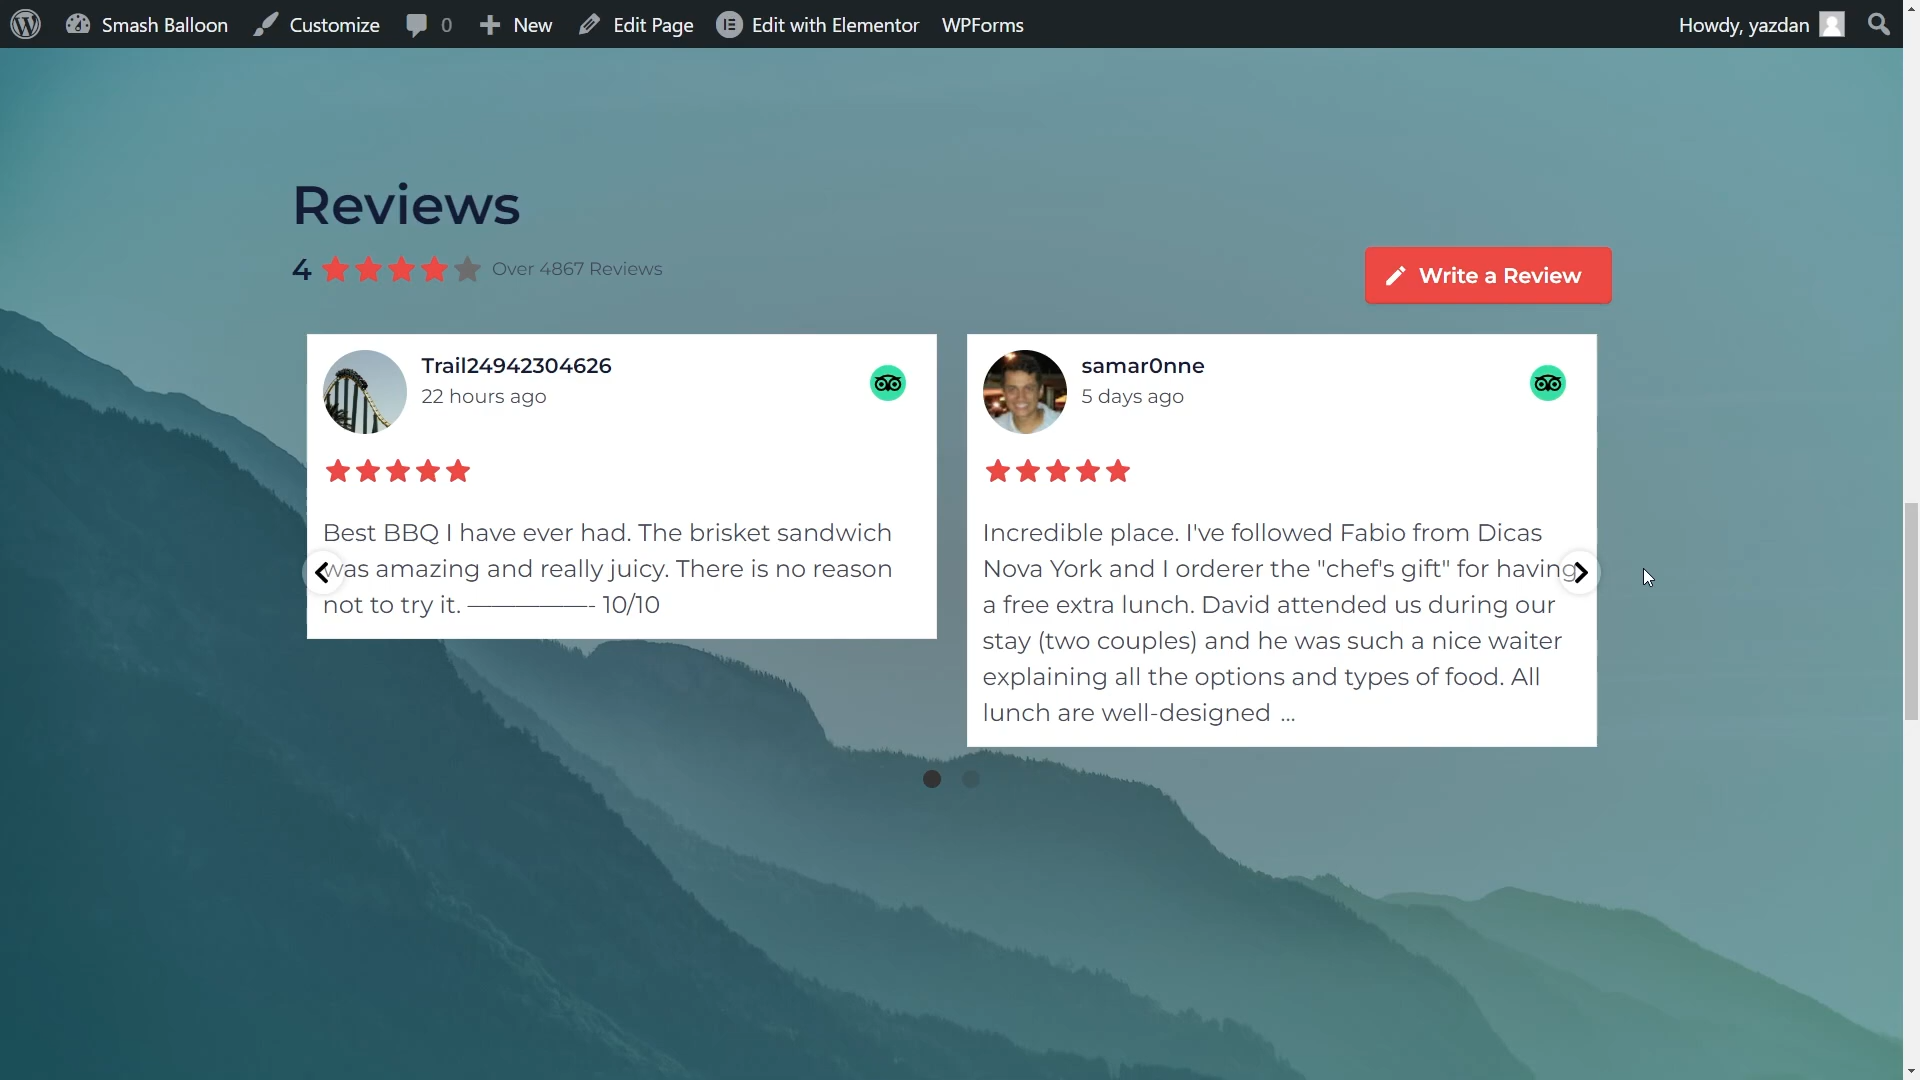 Smash Balloon Customize 0 New Edit Page Edit with Elementor WPForms Howdy, yazdan
Reviews
4 Over 4867 Reviews
Write a Review
Trail24942304626
22 hours ago
Best BBQ I have ever had. The brisket sandwich
was amazing and really juicy. There is no reason
not to try it. —————- 10/10
samar0nne
5 days ago
Incredible place. I've followed Fabio from Dicas
Nova York and I orderer the "chef's gift" for having
a free extra lunch. David attended us during our
stay (two couples) and he was such a nice waiter
explaining all the options and types of food. All
lunch are well-designed ...